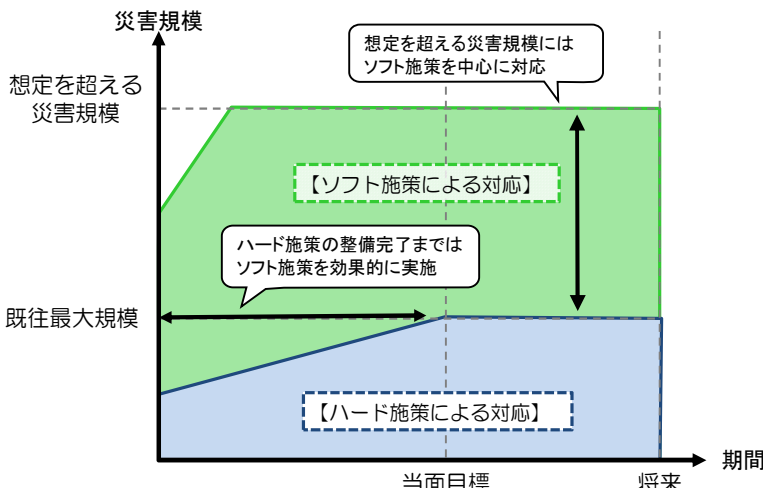 災害規模
想定を超える災害規模には
ソフト施策を中心に対応
想定を超える
災害規模
【ソフト施策による対応】
ハード施策の整備完了までは
ソフト施策を効果的に実施
既往最大規模
【ハード施策による対応】
期間
当面目標
将来